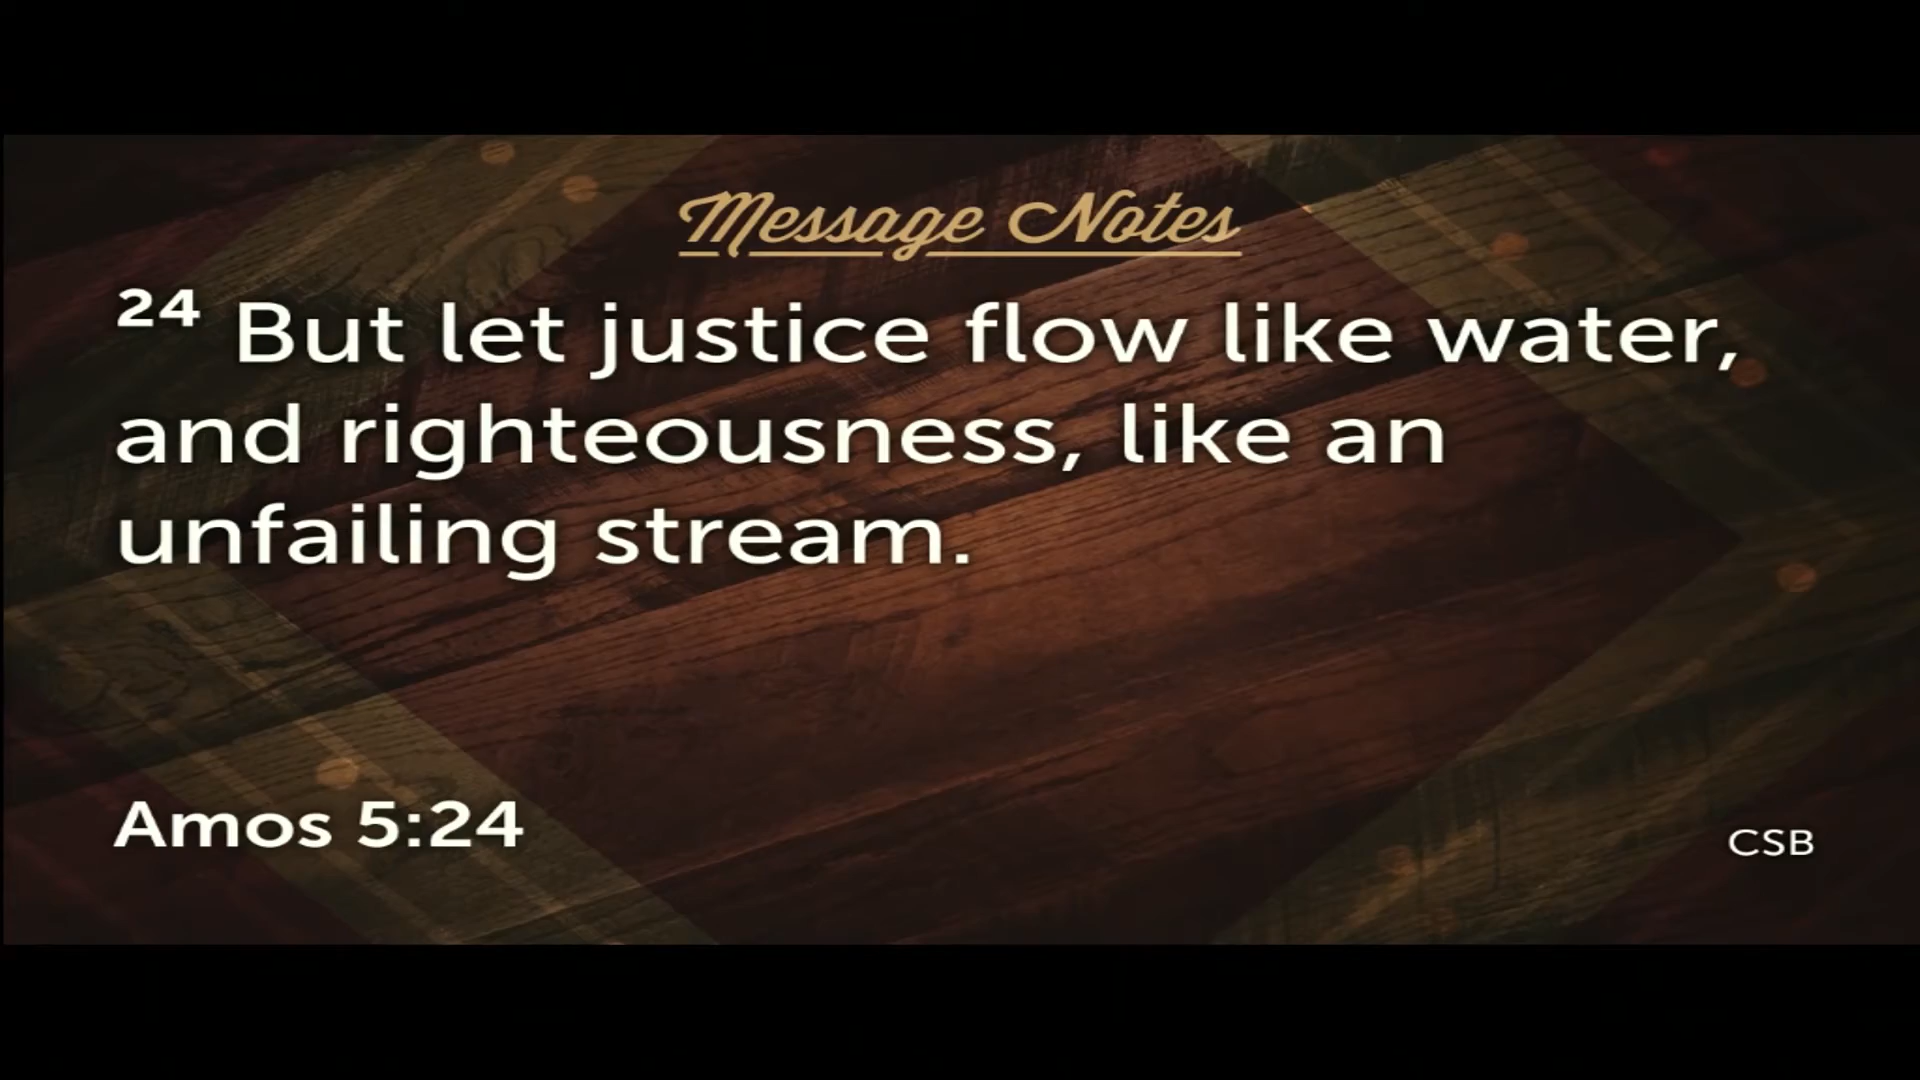 Message Notes
24 But let justice flow like water,
and righteousness, like an
unfailing stream.
Amos 5:24
CSB